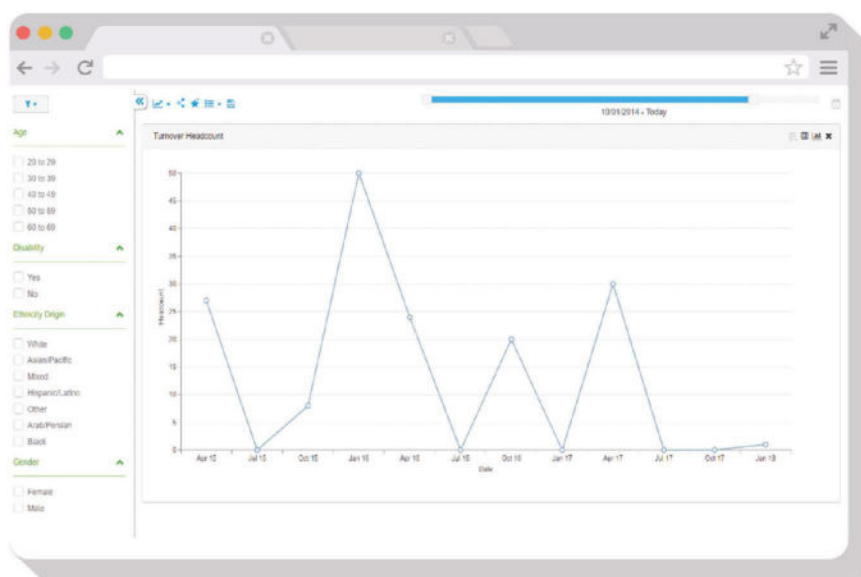 10/01/2014 - Today
Age
20 to 29
30 to 39
40 to 49
50 to 59
60 to 69
Disability
Yes
No
Ethnicity Origin
White
Asian/Pacific
Mixed
Hispanic/Latino
Other
Arab/Persian
Black
Gender
Female
Male
Turnover Headcount
Headcount
50
45
40
35
30
25
20
15
10
5
0
Apr 15
Jul 15
Oct 15
Jan 16
Apr 16
Jul 16
Oct 16
Jan 17
Apr 17
Jul 17
Oct 17
Jan 18
Date